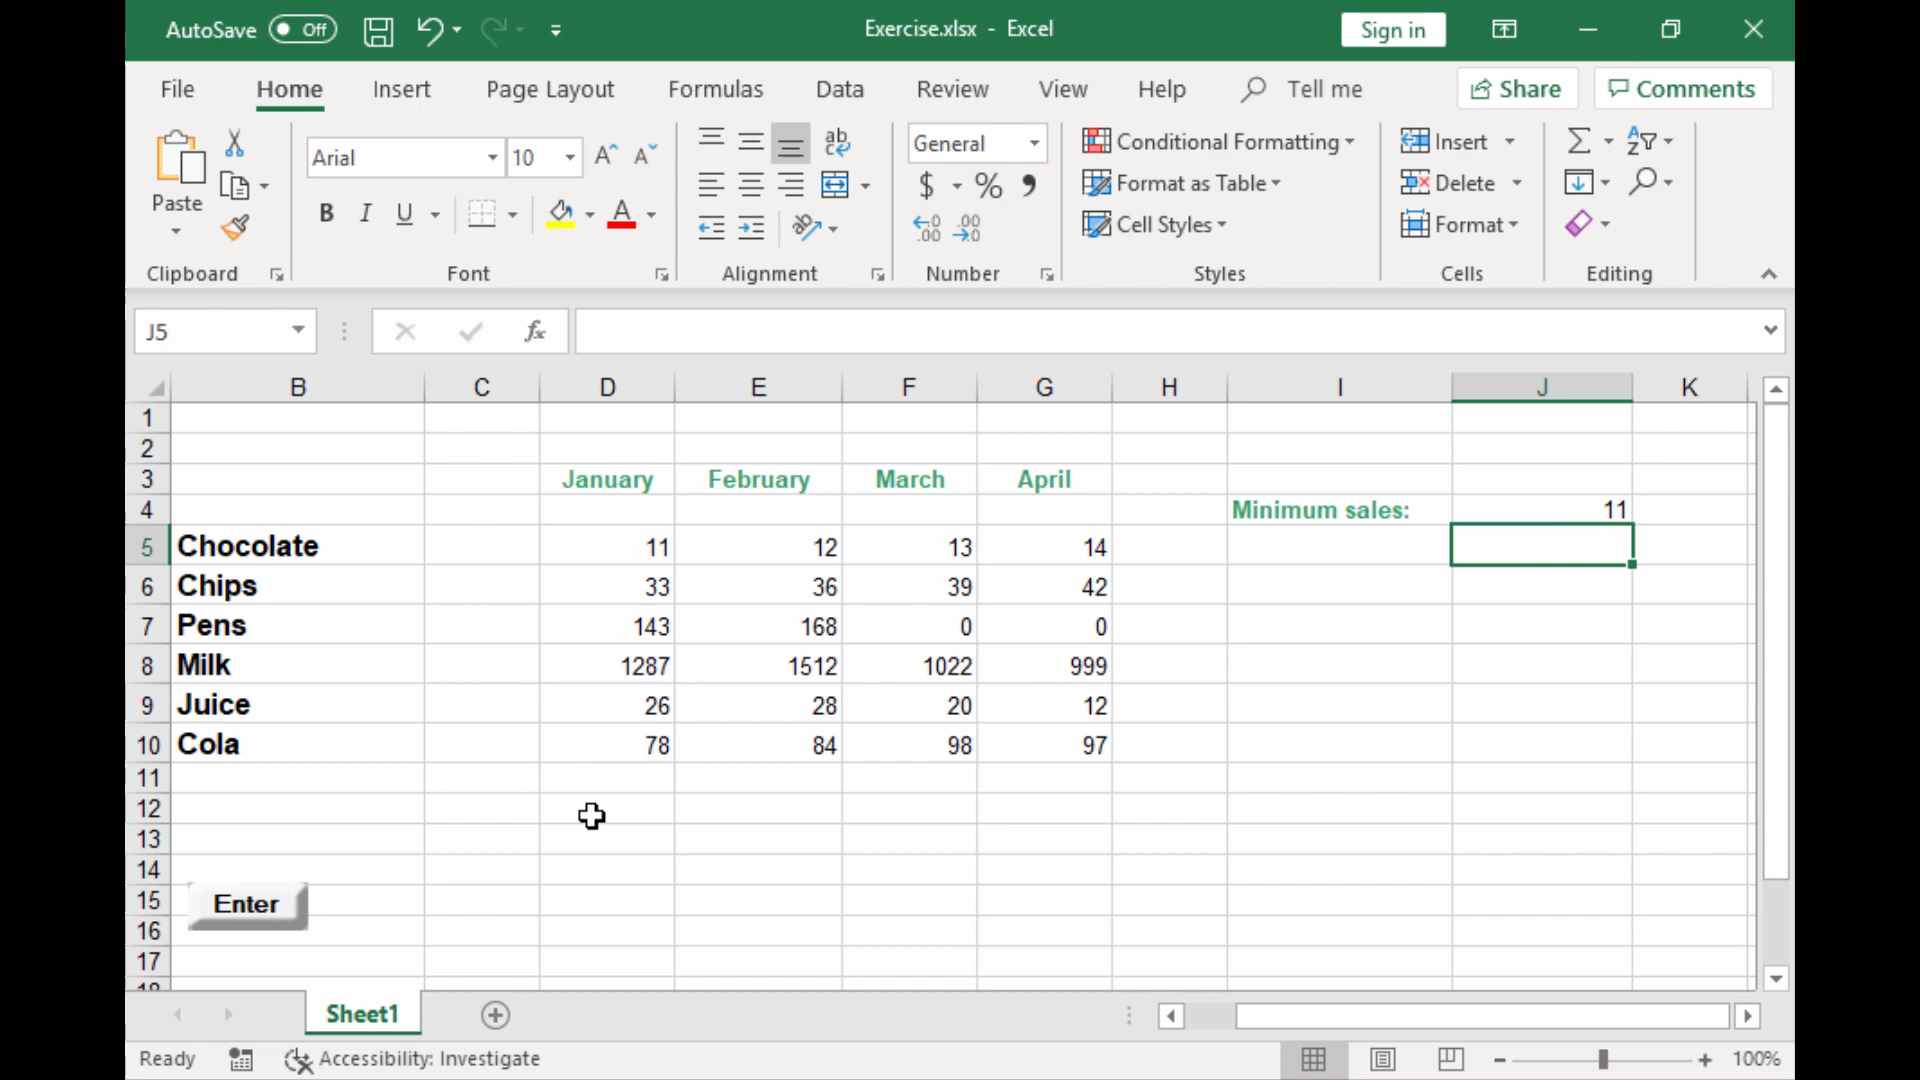 AutoSave Off Exercise.xlsx - Excel Sign in
File Home Insert Page Layout Formulas Data Review View Help Tell me Share Comments
Paste Arial 10 General Conditional Formatting Insert
B I U $ % Format as Table Delete
Cell Styles Format
Clipboard Font Alignment Number Styles Cells Editing
J5 fx
B C D E F G H I J K
1
2
3 January February March April
4 Minimum sales: 11
5 Chocolate 11 12 13 14
6 Chips 33 36 39 42
7 Pens 143 168 0 0
8 Milk 1287 1512 1022 999
9 Juice 26 28 20 12
10 Cola 78 84 98 97
11
12
13
14
15 Enter
16
17
18
Sheet1
Ready Accessibility: Investigate 100%